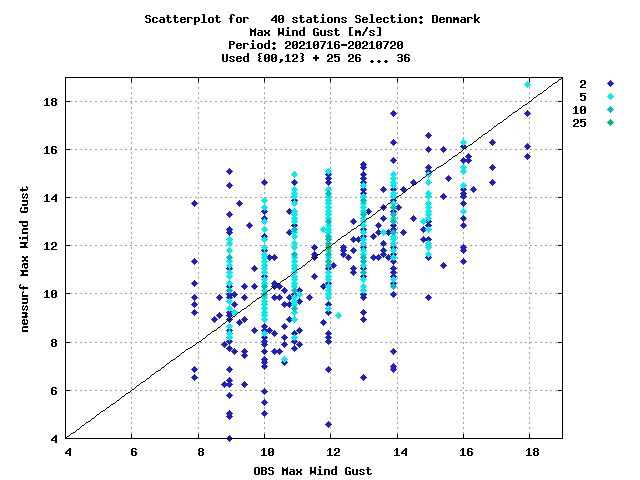 Scatterplot for   40 stations Selection: Denmark
Max Wind Gust [m/s]
Period: 20210716-20210720
Used {00,12} + 25 26 ... 36
2
5
10
25
18
16
14
12
10
8
6
4
newsurf Max Wind Gust
4 6 8 10 12 14 16 18
OBS Max Wind Gust